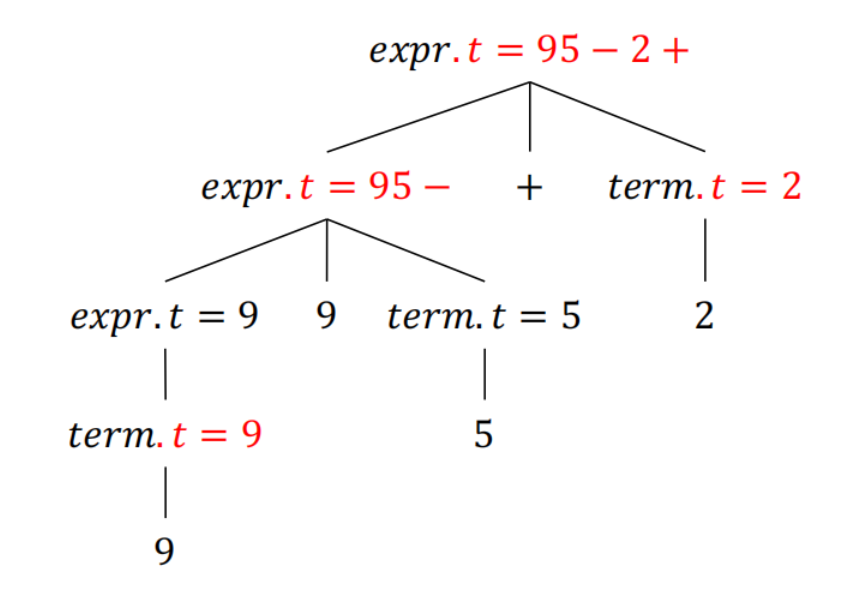 expr.t = 95 − 2 +
expr.t = 95 − + term.t = 2
expr.t = 9 9 term.t = 5 2
term.t = 9 5
9